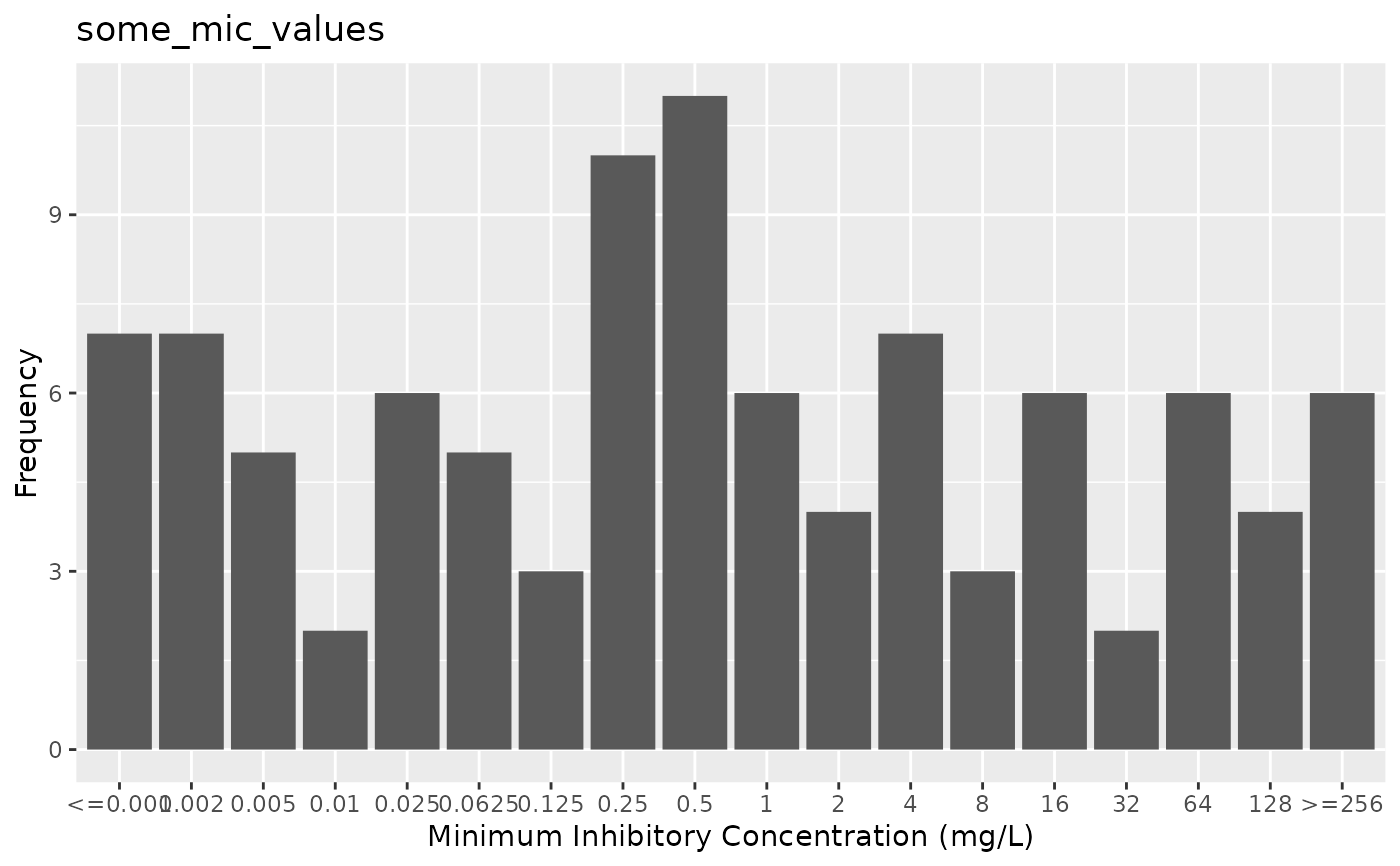 some_mic_values
Frequency
9
6
3
0
<=0.001 0.002 0.005 0.01 0.025 0.0625 0.125 0.25 0.5 1 2 4 8 16 32 64 128 >=256
Minimum Inhibitory Concentration (mg/L)